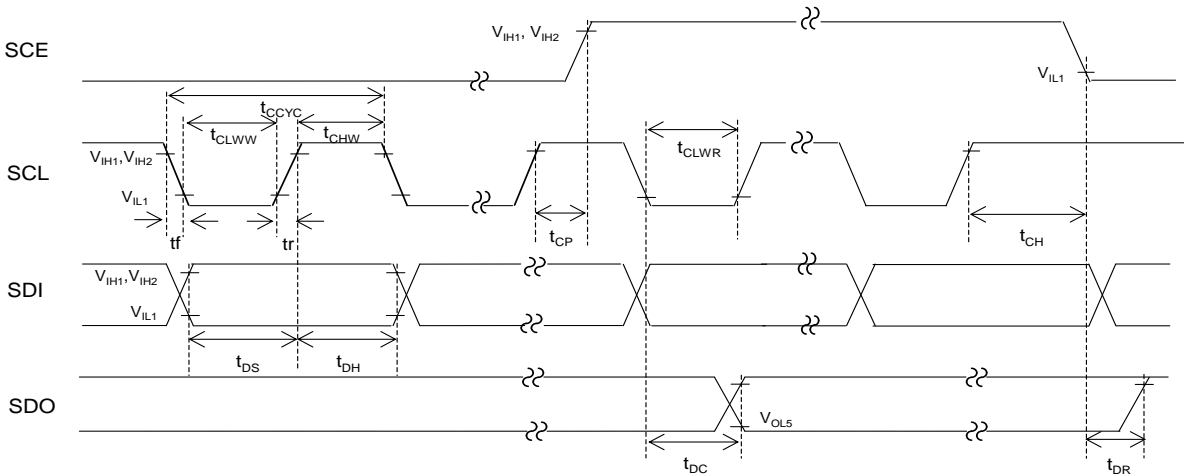 SCE
V_IH1, V_IH2
V_IL1
t_CCYC
t_CLWW
t_CHW
t_CLWR
SCL
V_IH1,V_IH2
V_IL1
tf
tr
t_CP
t_CH
SDI
V_IH1,V_IH2
V_IL1
t_DS
t_DH
SDO
V_OL5
t_DC
t_DR